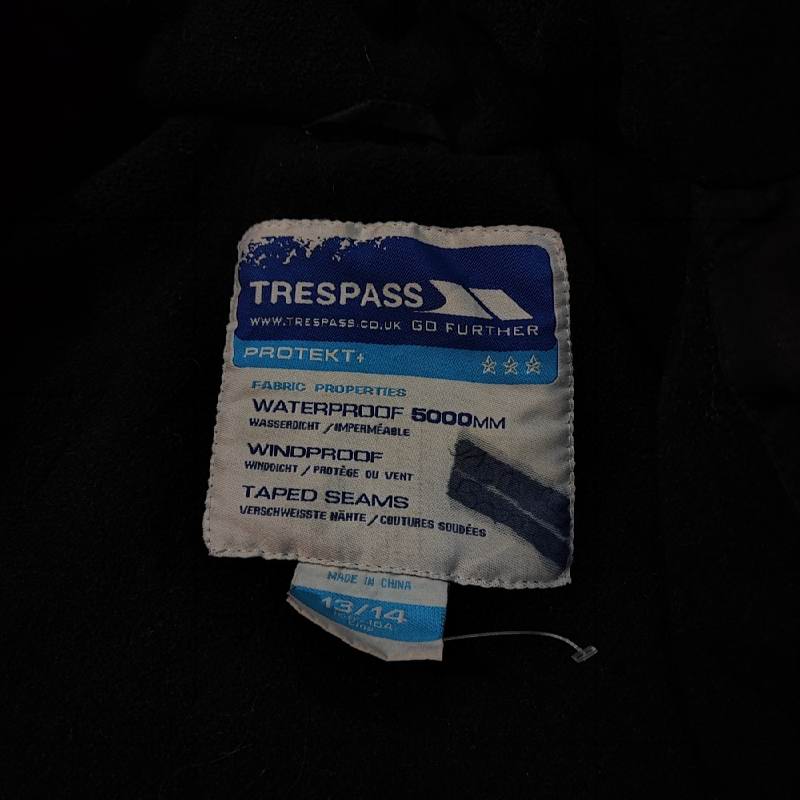 TRESPASS
WWW.TRESPASS.CO.UK GO FURTHER
PROTEKT+
FABRIC PROPERTIES
WATERPROOF 5000MM
WASSERDICHT / IMPERMÉABLE
WINDPROOF
WINDDICHT / PROTÈGE DU VENT
TAPED SEAMS
VERSCHWEISSTE NÄHTE / COUTURES SOUDÉES
MADE IN CHINA
13/14